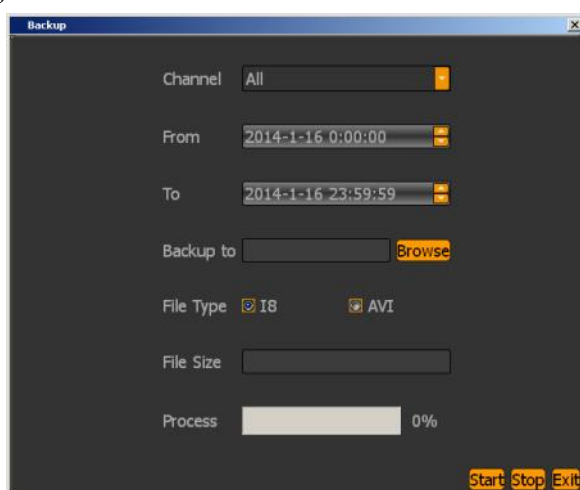 Backup
Channel All
From 2014-1-16 0:00:00
To 2014-1-16 23:59:59
Backup to Browse
File Type I8 AVI
File Size
Process 0%
Start Stop Exit